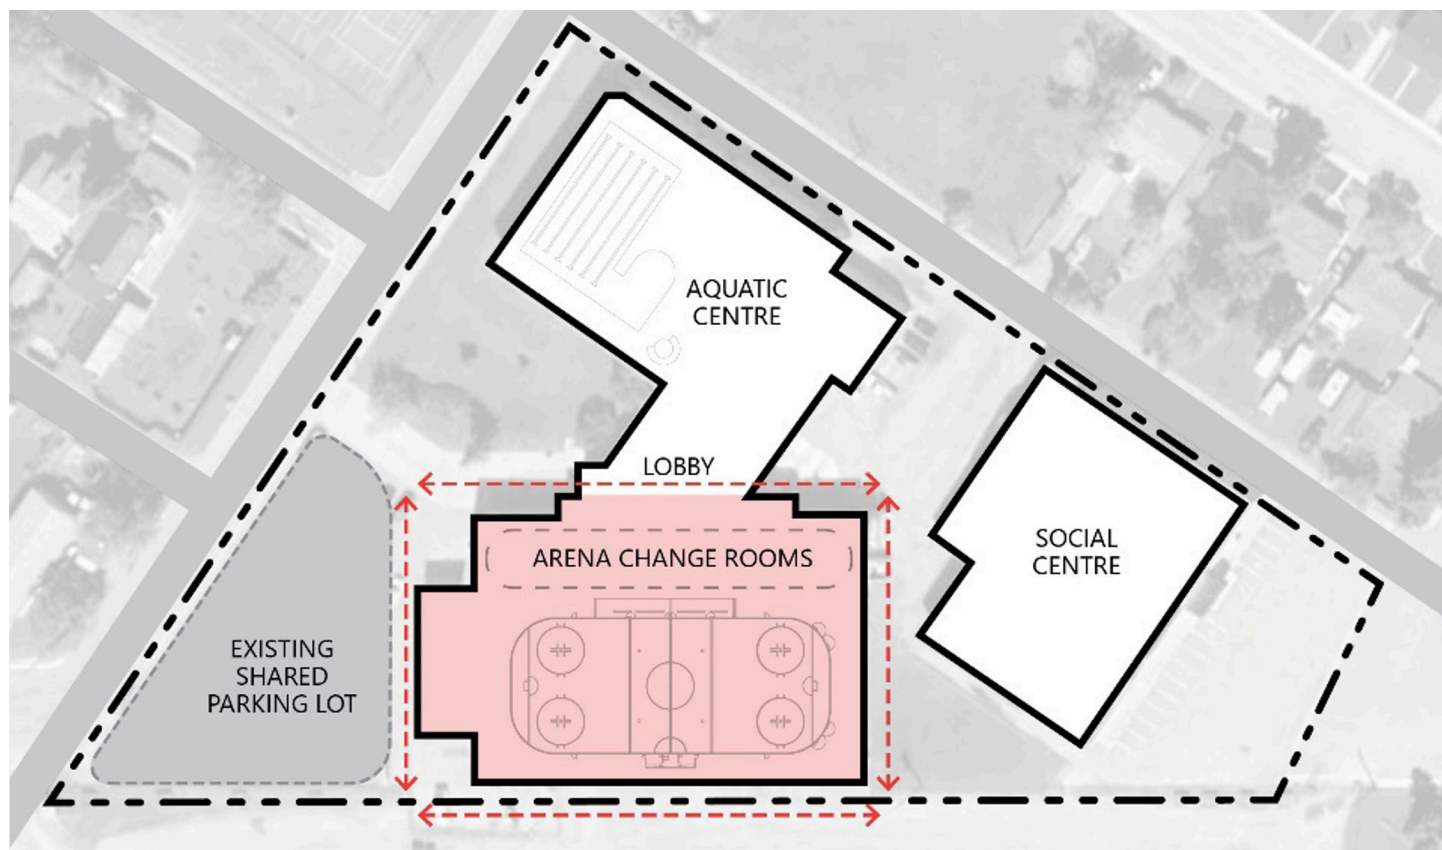 AQUATIC
CENTRE
LOBBY
ARENA CHANGE ROOMS
SOCIAL
CENTRE
EXISTING
SHARED
PARKING LOT